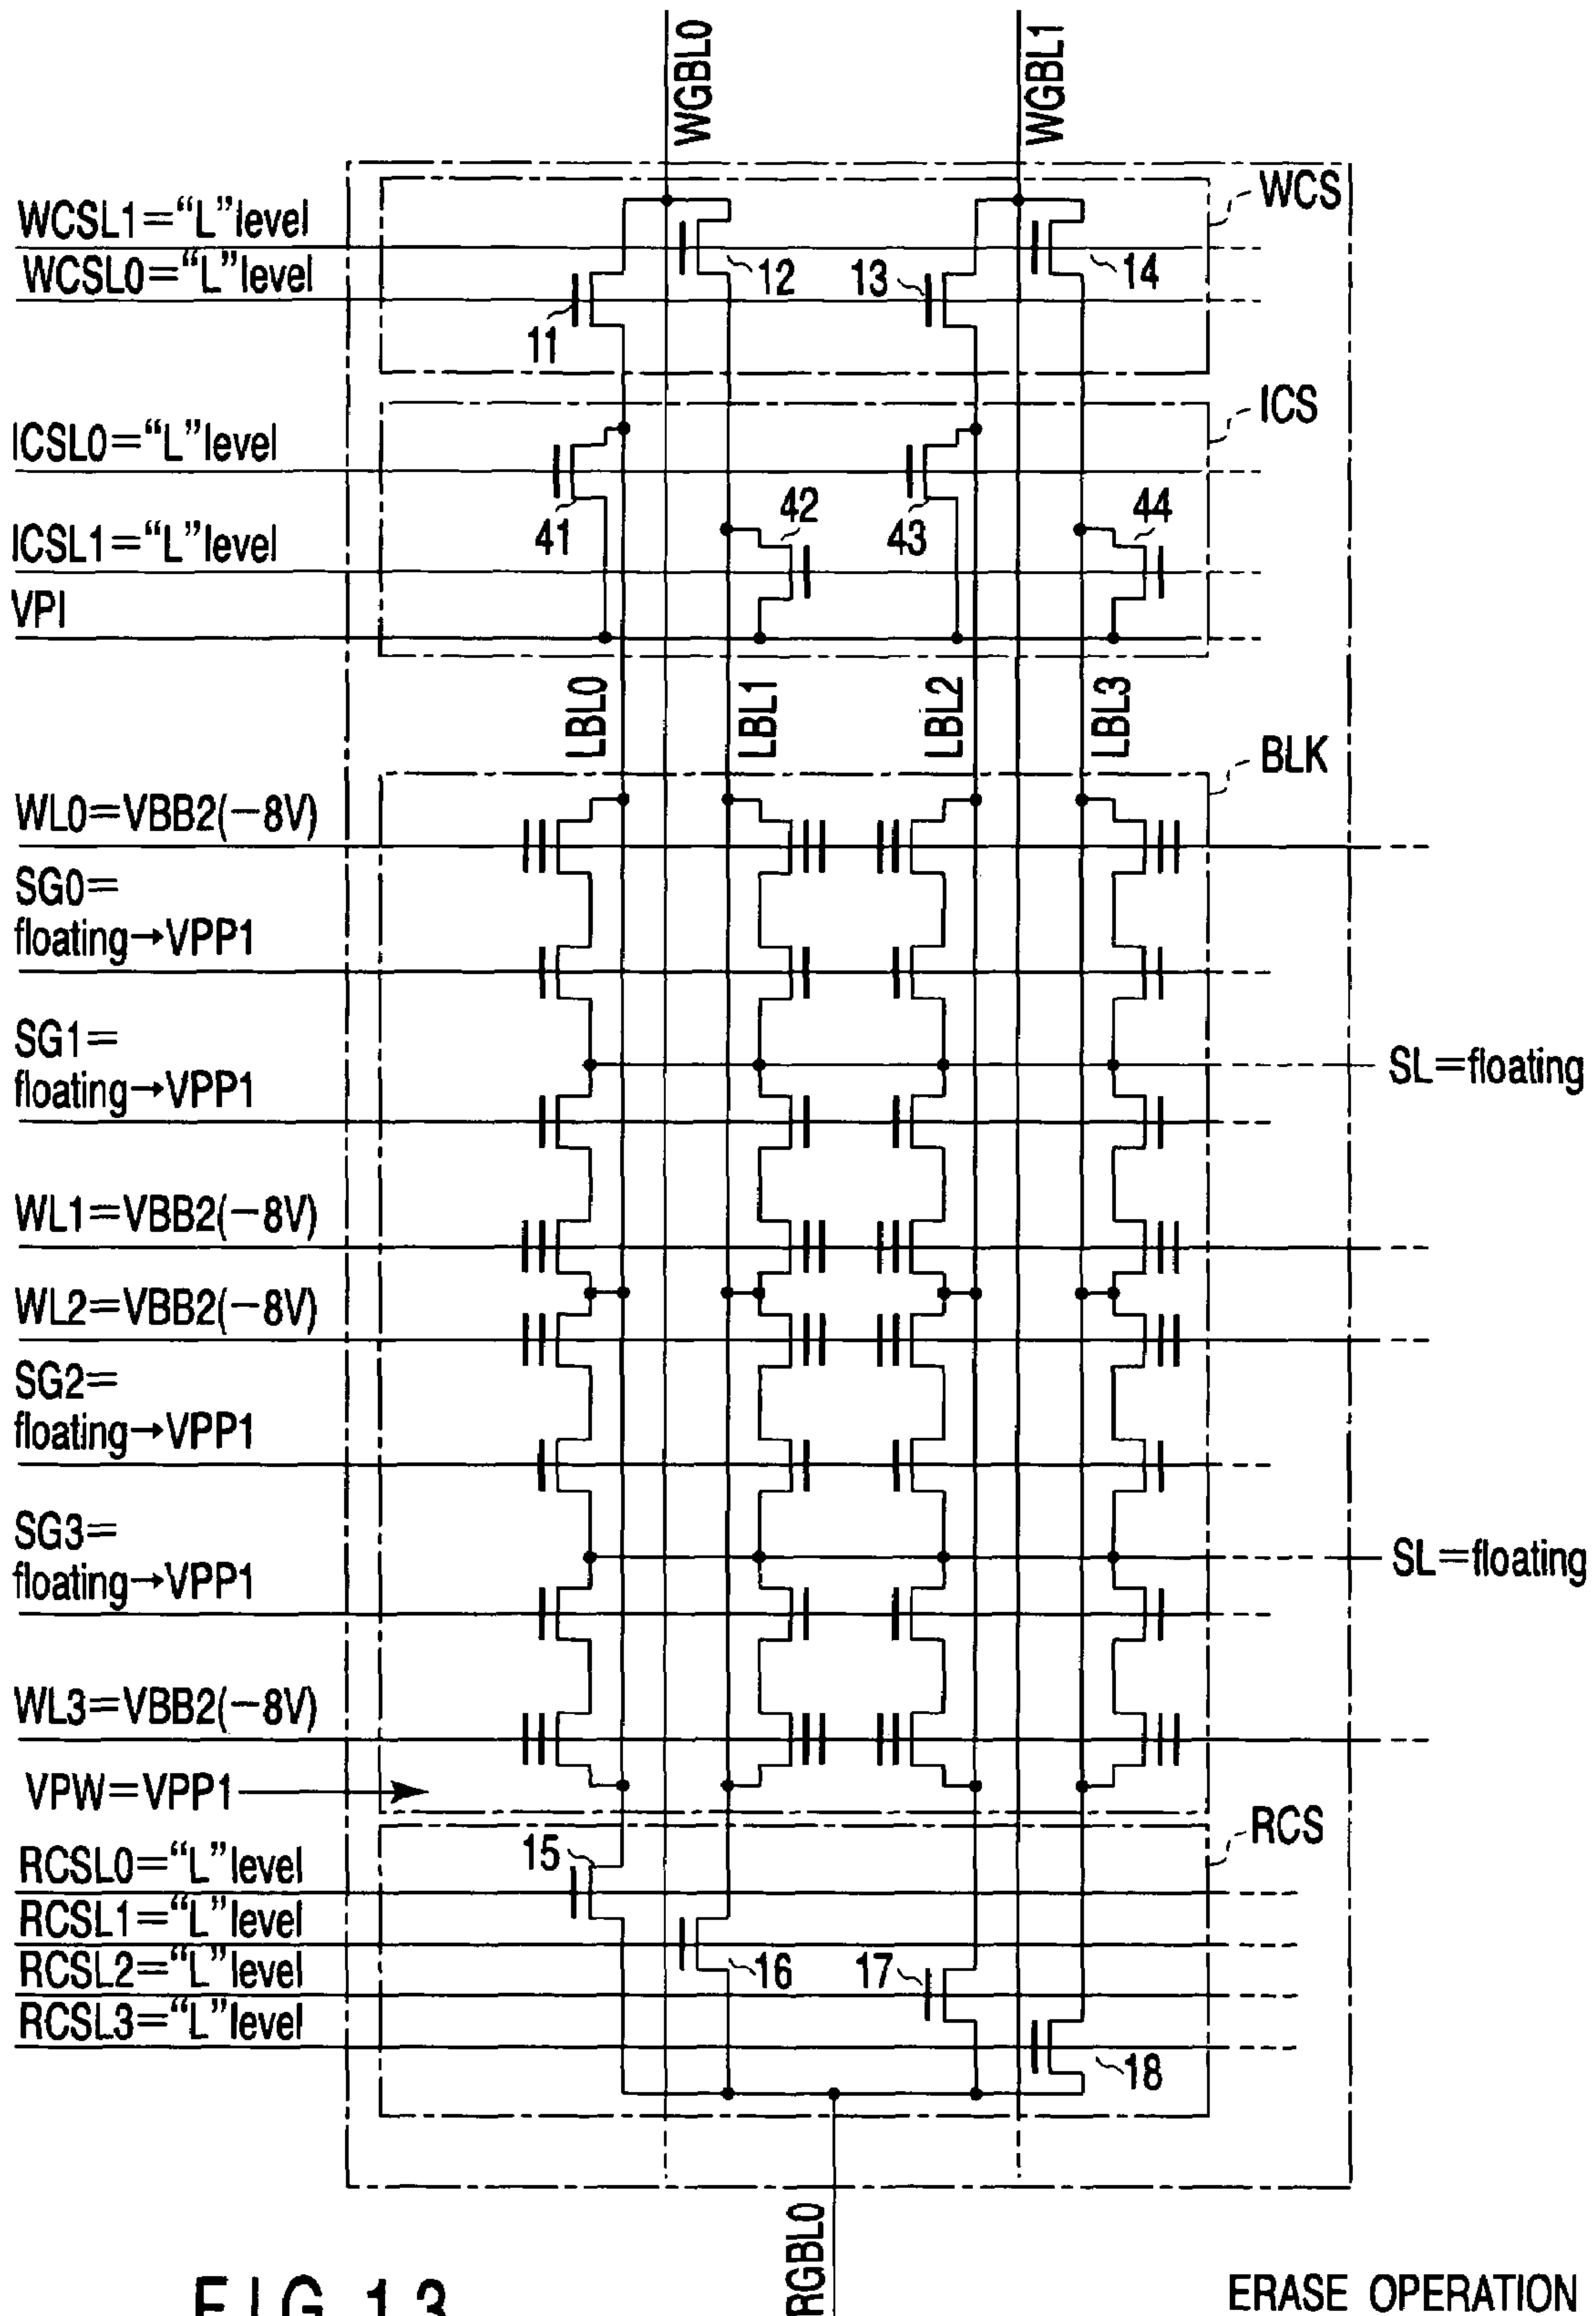 WGBL0
WGBL1
WCS
WCSL1=“L”level
WCSL0=“L”level
12
13
14
11
ICS
ICSL0=“L”level
42
44
41
43
ICSL1=“L”level
VPI
LBL0
LBL1
LBL2
LBL3
BLK
WL0=VBB2(−8V)
SG0=
floating→VPP1
SG1=
floating→VPP1
SL=floating
WL1=VBB2(−8V)
WL2=VBB2(−8V)
SG2=
floating→VPP1
SG3=
floating→VPP1
SL=floating
WL3=VBB2(−8V)
VPW=VPP1
RCS
15
RCSL0=“L”level
RCSL1=“L”level
16
17
RCSL2=“L”level
RCSL3=“L”level
18
RGBL0
FIG.13
ERASE OPERATION